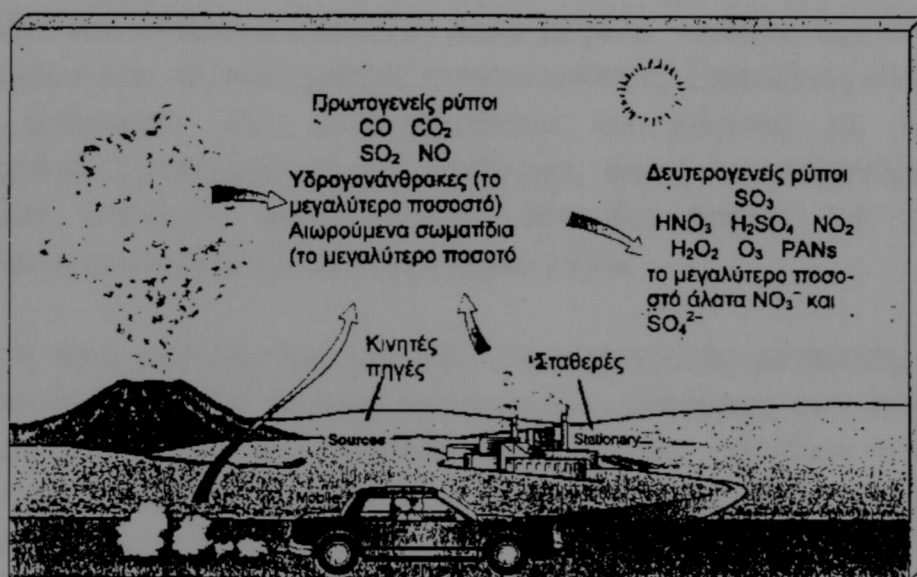 Πρωτογενείς ρύποι
CO CO₂
SO₂ NO
Υδρογονάνθρακες (το
μεγαλύτερο ποσοστό)
Αιωρούμενα σωματίδια
(το μεγαλύτερο ποσοτό
Δευτερογενείς ρύποι
SO₃
HNO₃ H₂SO₄ NO₂
H₂O₂ O₃ PANs
το μεγαλύτερο ποσο-
στό άλατα NO₃⁻ και
SO₄²⁻
Κινητές
πηγές
Σταθερές
Sources
Stationary
Mobile